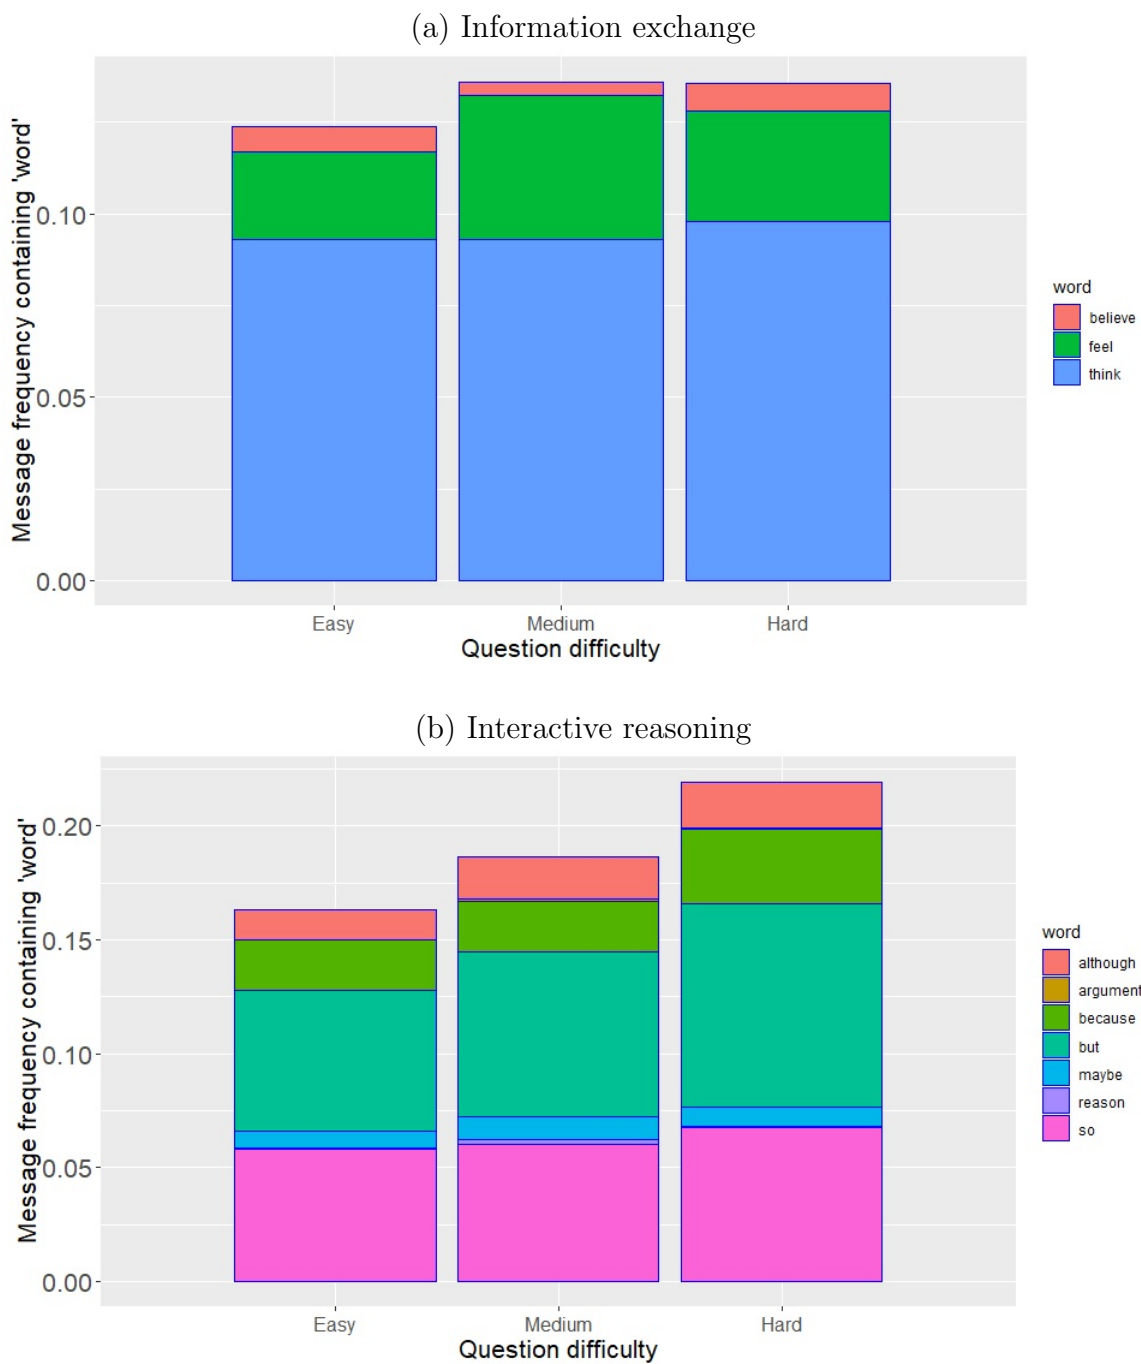 (a) Information exchange
Message frequency containing 'word'
0.10
0.05
0.00
Easy
Medium
Hard
Question difficulty
word
believe
feel
think
(b) Interactive reasoning
Message frequency containing 'word'
0.20
0.15
0.10
0.05
0.00
Easy
Medium
Hard
Question difficulty
word
although
argument
because
but
maybe
reason
so